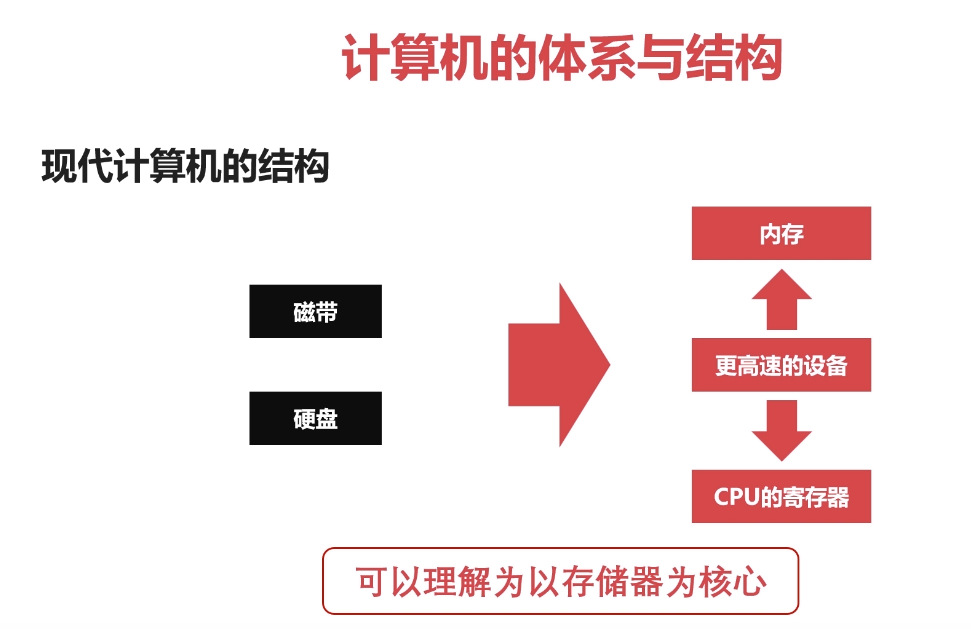 计算机的体系与结构
现代计算机的结构
磁带
硬盘
内存
更高速的设备
CPU的寄存器
可以理解为以存储器为核心